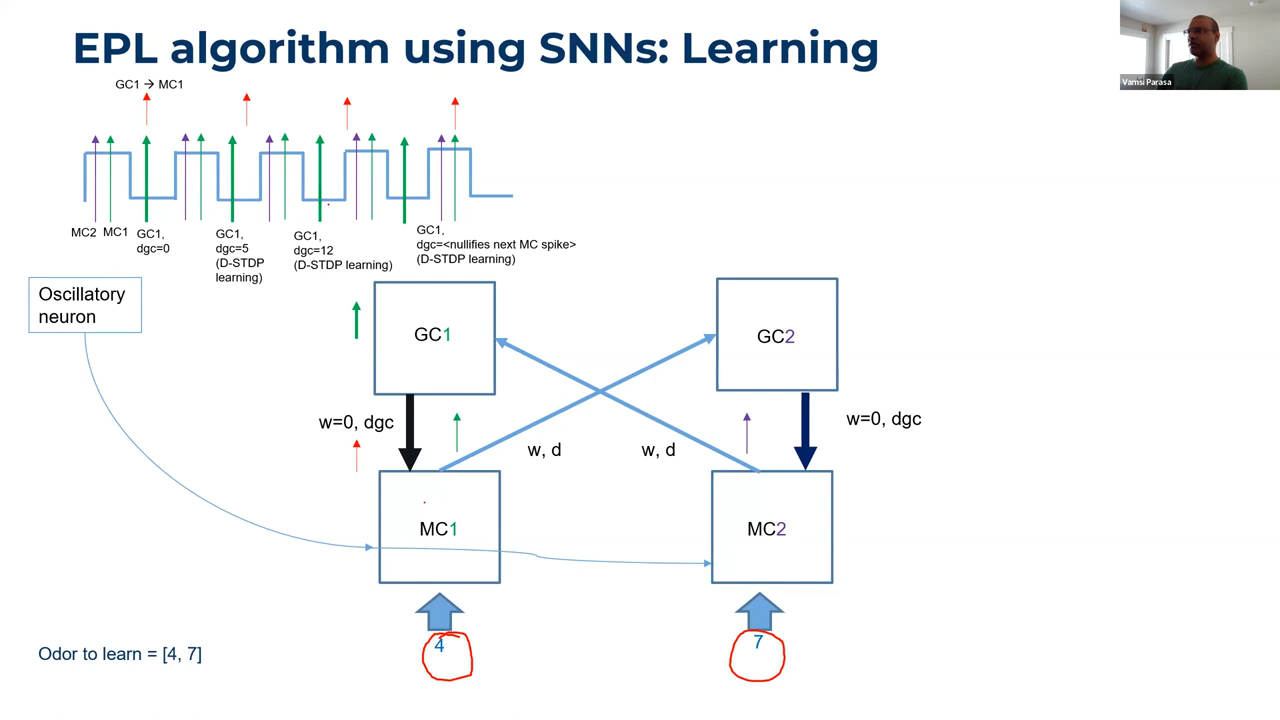 EPL algorithm using SNNs: Learning
Vamsi Parasa
GC1 → MC1
MC2
MC1
GC1,
dgc=0
GC1,
dgc=5
(D-STDP
learning)
GC1,
dgc=12
(D-STDP learning)
GC1,
dgc=<nullifies next MC spike>
(D-STDP learning)
Oscillatory
neuron
GC1
GC2
w=0, dgc
w, d
w, d
w=0, dgc
MC1
MC2
4
7
Odor to learn = [4, 7]